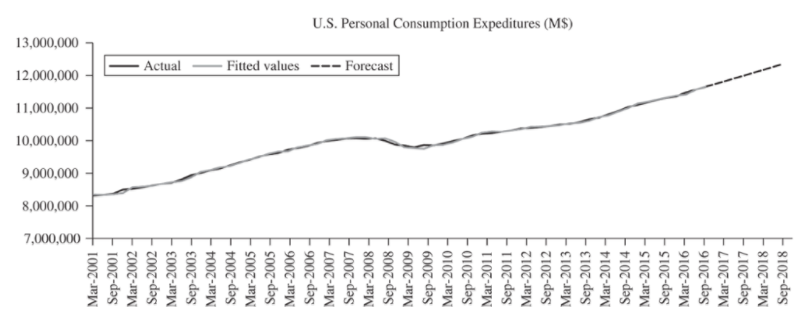 U.S. Personal Consumption Expeditures (M$)
13,000,000
12,000,000
11,000,000
10,000,000
9,000,000
8,000,000
7,000,000
Actual Fitted values Forecast
Mar-2001
Sep-2001
Mar-2002
Sep-2002
Mar-2003
Sep-2003
Mar-2004
Sep-2004
Mar-2005
Sep-2005
Mar-2006
Sep-2006
Mar-2007
Sep-2007
Mar-2008
Sep-2008
Mar-2009
Sep-2009
Mar-2010
Sep-2010
Mar-2011
Sep-2011
Mar-2012
Sep-2012
Mar-2013
Sep-2013
Mar-2014
Sep-2014
Mar-2015
Sep-2015
Mar-2016
Sep-2016
Mar-2017
Sep-2017
Mar-2018
Sep-2018